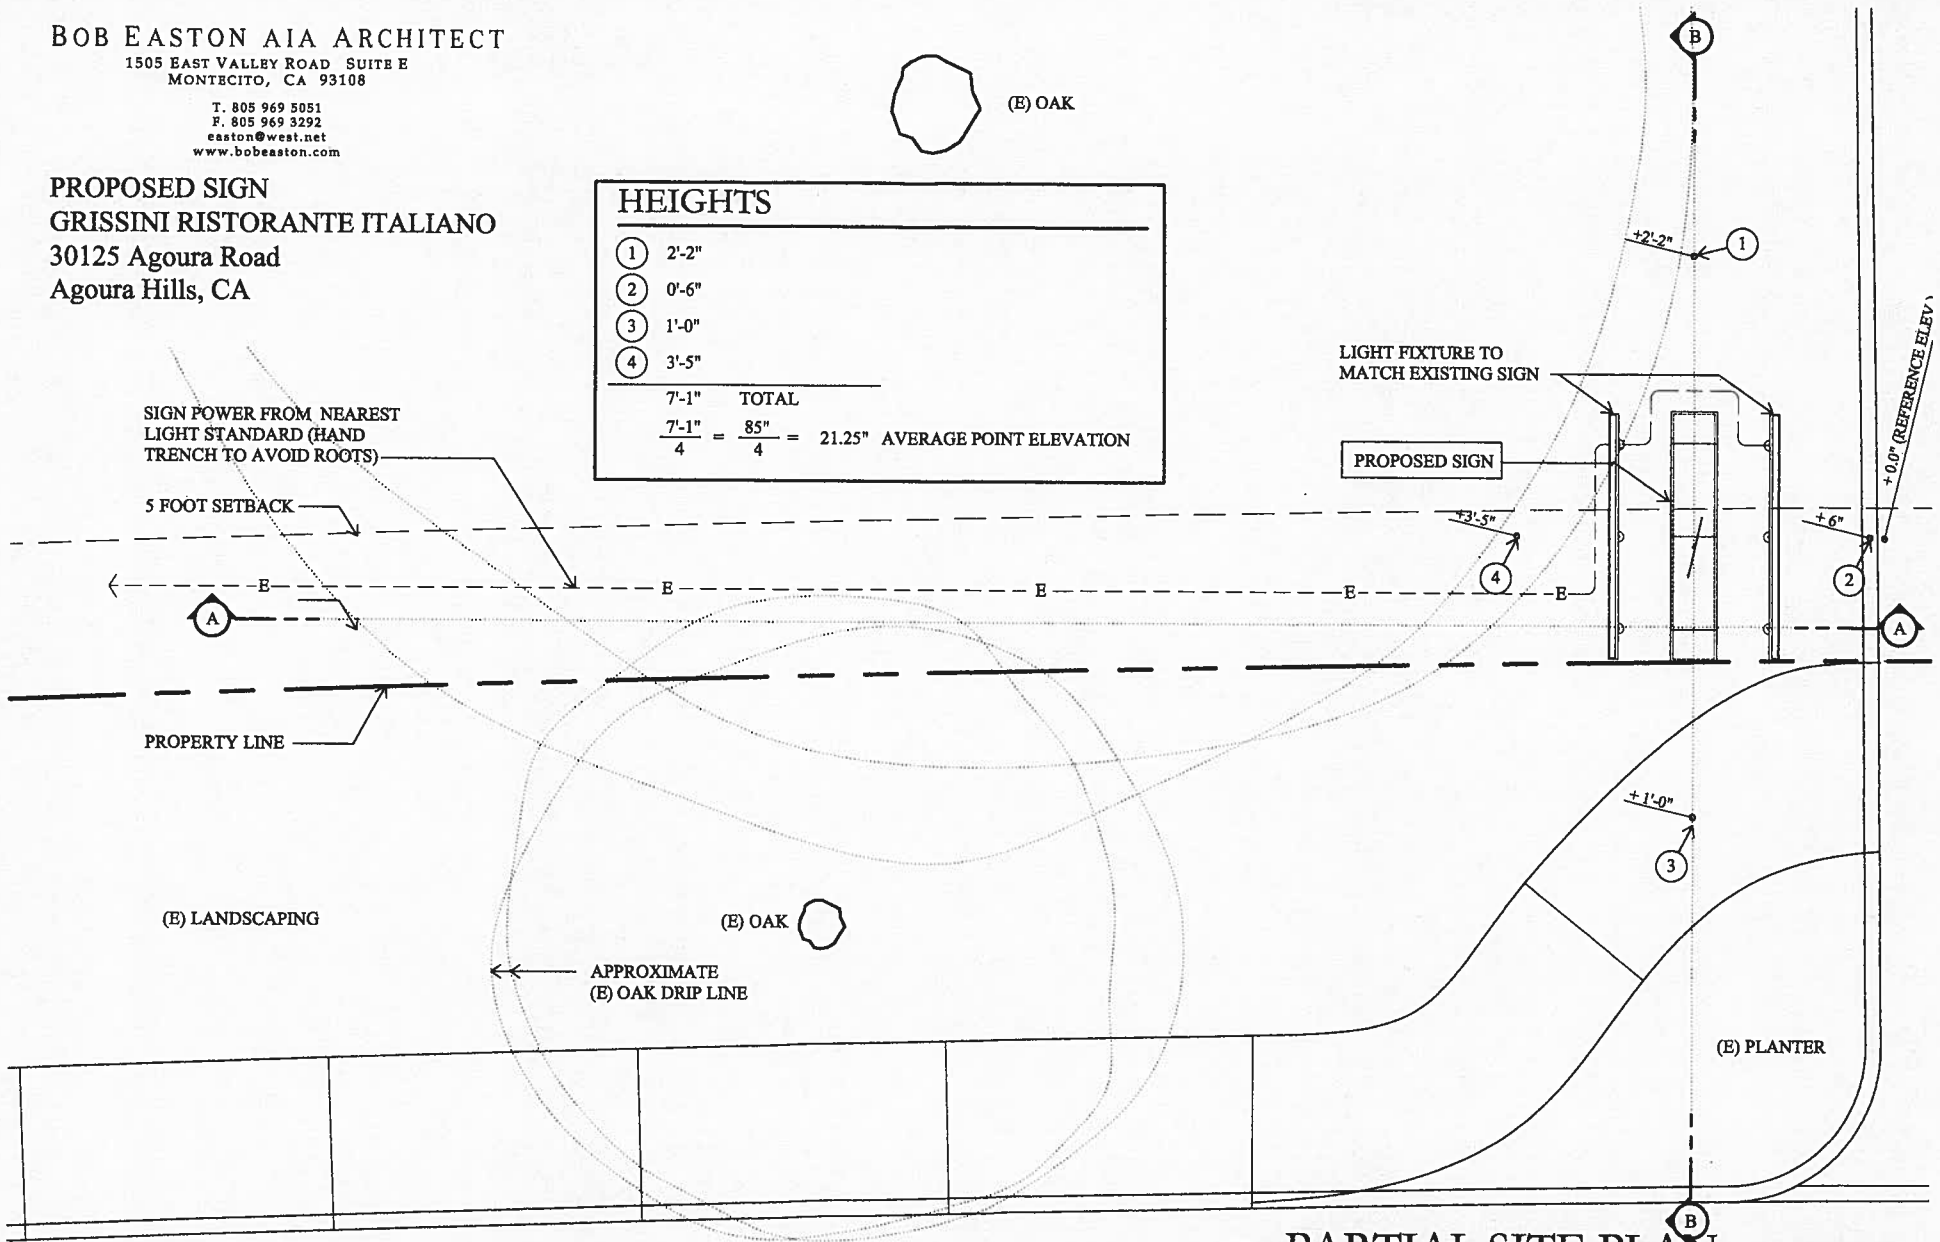 BOB EASTON AIA ARCHITECT
1505 EAST VALLEY ROAD SUITE E
MONTECITO, CA 93108
T. 805 969 5051
F. 805 969 3292
easton@west.net
www.bobeaston.com
PROPOSED SIGN
GRISSINI RISTORANTE ITALIANO
30125 Agoura Road
Agoura Hills, CA
(E) OAK
HEIGHTS
1 2'-2"
2 0'-6"
3 1'-0"
4 3'-5"
7'-1" TOTAL
7'-1" / 4 = 85" / 4 = 21.25" AVERAGE POINT ELEVATION
B
+2'-2"
1
LIGHT FIXTURE TO
MATCH EXISTING SIGN
PROPOSED SIGN
+0.0" (REFERENCE ELEV
SIGN POWER FROM NEAREST
LIGHT STANDARD (HAND
TRENCH TO AVOID ROOTS)
5 FOOT SETBACK
+3'-5"
4
+6"
2
E E E E E
A
A
PROPERTY LINE
+1'-0"
3
(E) LANDSCAPING
(E) OAK
APPROXIMATE
(E) OAK DRIP LINE
(E) PLANTER
B
PARTIAL SITE PLAN